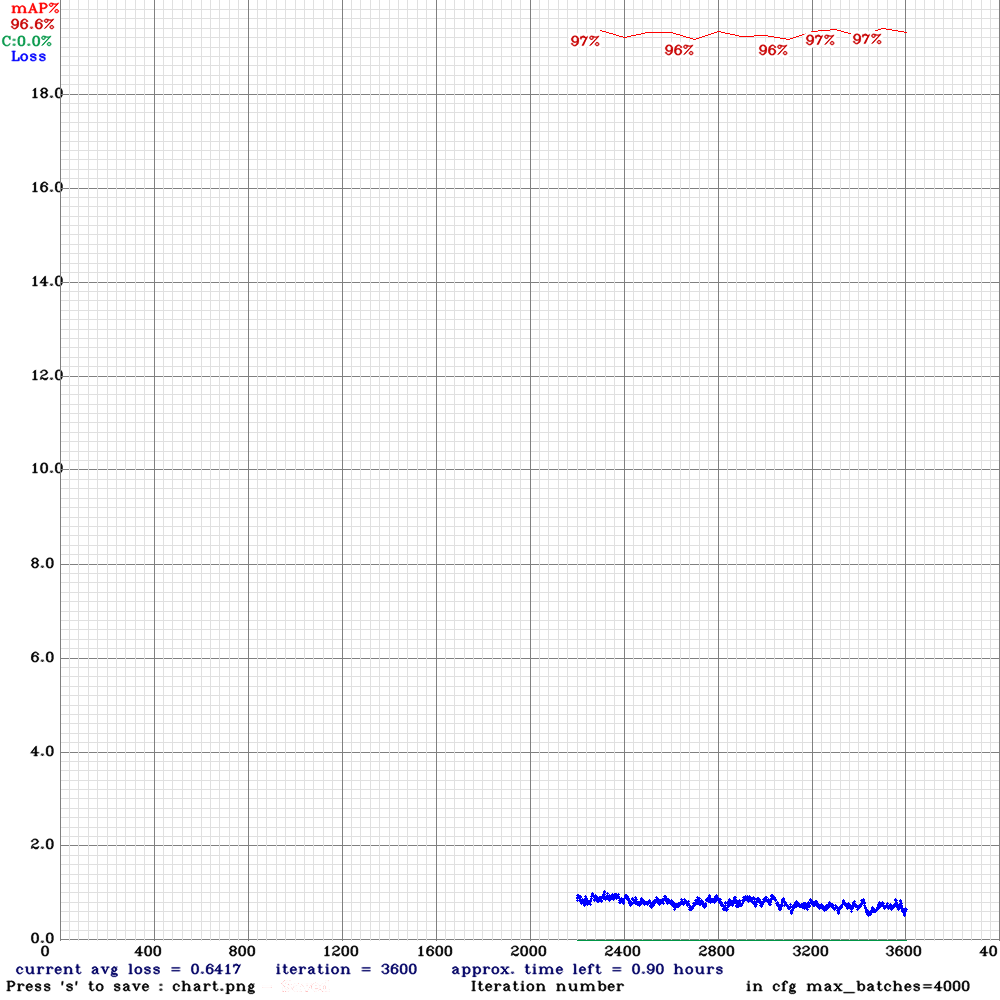 mAP%
96.6%
C:0.0%
Loss
97%
96%
96%
97%
97%
18.0
16.0
14.0
12.0
10.0
8.0
6.0
4.0
2.0
0.0
0 400 800 1200 1600 2000 2400 2800 3200 3600 40
current avg loss = 0.6417 iteration = 3600 approx. time left = 0.90 hours
Press 's' to save : chart.png Iteration number in cfg max_batches=4000